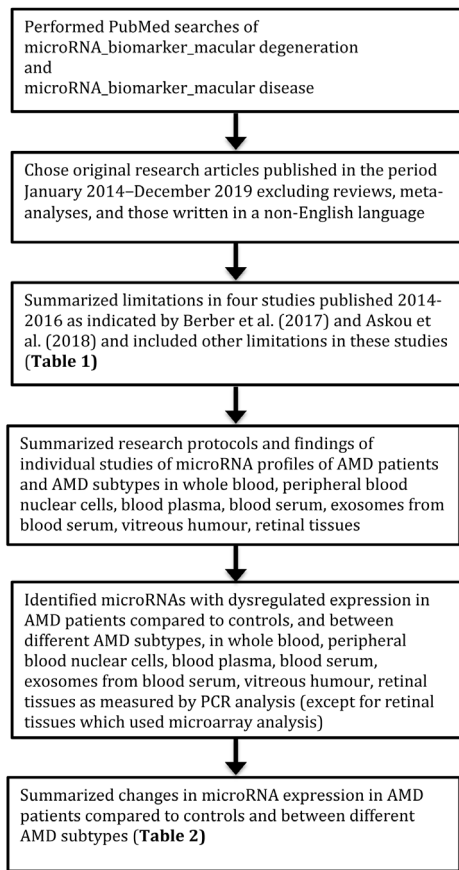 Performed PubMed searches of
microRNA_biomarker_macular degeneration
and
microRNA_biomarker_macular disease
Chose original research articles published in the period
January 2014–December 2019 excluding reviews, meta-
analyses, and those written in a non-English language
Summarized limitations in four studies published 2014-
2016 as indicated by Berber et al. (2017) and Askou et
al. (2018) and included other limitations in these studies
(Table 1)
Summarized research protocols and findings of
individual studies of microRNA profiles of AMD patients
and AMD subtypes in whole blood, peripheral blood
nuclear cells, blood plasma, blood serum, exosomes from
blood serum, vitreous humour, retinal tissues
Identified microRNAs with dysregulated expression in
AMD patients compared to controls, and between
different AMD subtypes, in whole blood, peripheral
blood nuclear cells, blood plasma, blood serum,
exosomes from blood serum, vitreous humour, retinal
tissues as measured by PCR analysis (except for retinal
tissues which used microarray analysis)
Summarized changes in microRNA expression in AMD
patients compared to controls and between different
AMD subtypes (Table 2)